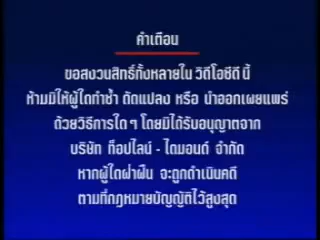 คำเตือน
ขอสงวนสิทธิ์ทั้งหลายใน วิดีโอซีดี นี้
ห้ามมิให้ผู้ใดทำซ้ำ ดัดแปลง หรือ นำออกเผยแพร่
ด้วยวิธีการใดๆ โดยมิได้รับอนุญาตจาก
บริษัท ท็อปไลน์ - ไดมอนด์ จำกัด
หากผู้ใดฝ่าฝืน จะถูกดำเนินคดี
ตามที่กฎหมายบัญญัติไว้สูงสุด